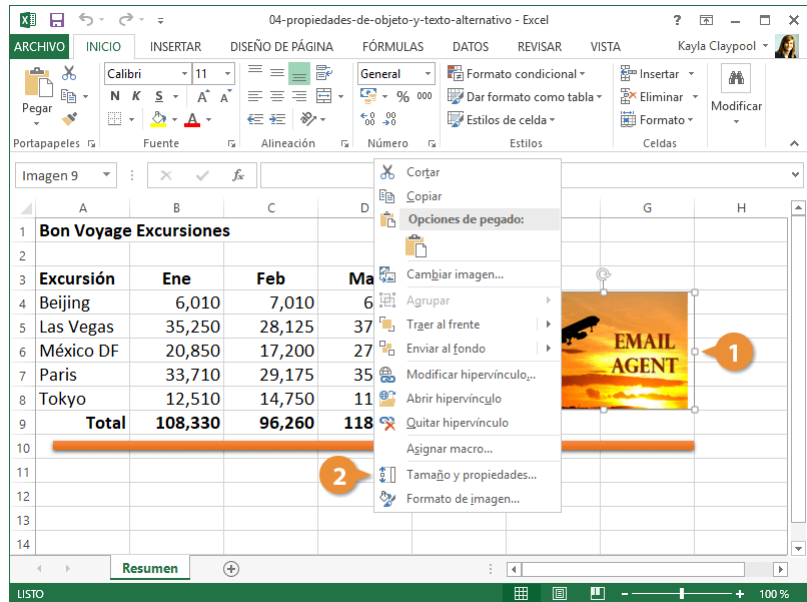 04-propiedades-de-objeto-y-texto-alternativo - Excel ?
ARCHIVO INICIO INSERTAR DISEÑO DE PÁGINA FÓRMULAS DATOS REVISAR VISTA Kayla Claypool
Pegar
Calibri 11
N K S A A
A
General
% 000
Formato condicional
Dar formato como tabla
Estilos de celda
Insertar
Eliminar
Formato
Modificar
Portapapeles Fuente Alineación Número Estilos Celdas
Imagen 9 fx
A B C D G H
1 Bon Voyage Excursiones
2
3 Excursión Ene Feb Ma
4 Beijing 6,010 7,010 6
5 Las Vegas 35,250 28,125 37
6 México DF 20,850 17,200 27
7 Paris 33,710 29,175 35
8 Tokyo 12,510 14,750 11
9 Total 108,330 96,260 118
10
11
12
13
14
Cortar
Copiar
Opciones de pegado:
Cambiar imagen...
Agrupar
Traer al frente
Enviar al fondo
Modificar hipervínculo...
Abrir hipervínculo
Quitar hipervínculo
Asignar macro...
Tamaño y propiedades...
Formato de imagen...
EMAIL
AGENT
1
2
Resumen
LISTO 100 %